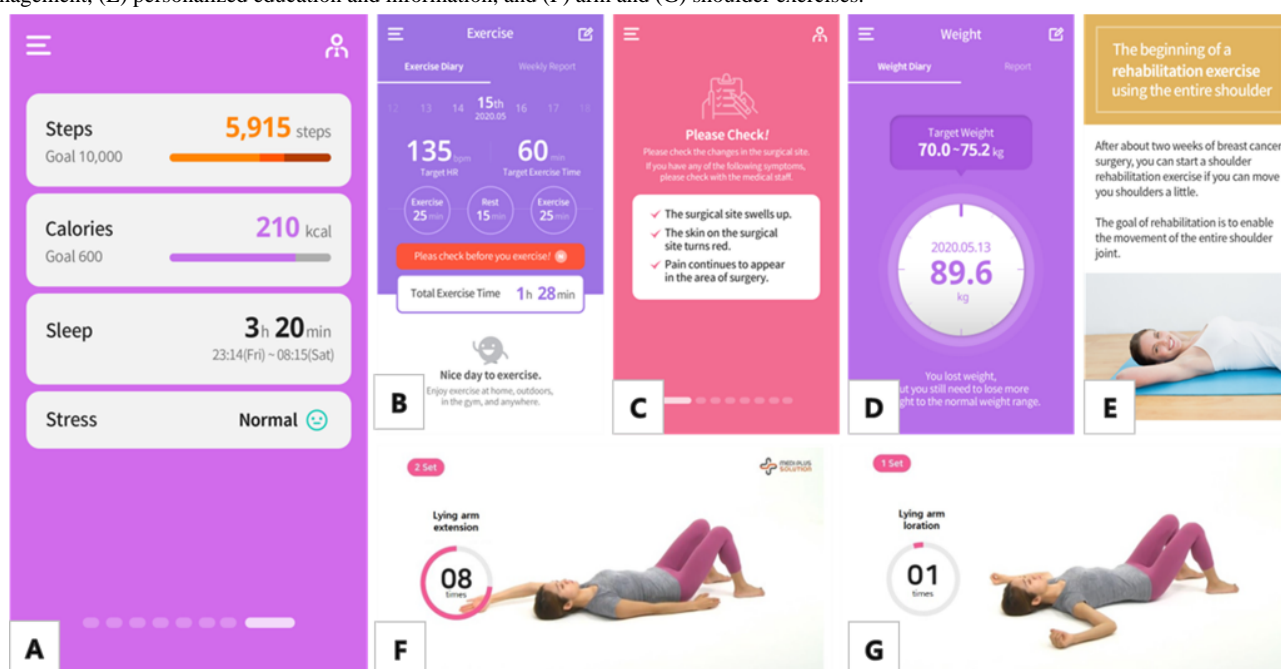 nagement, (E) personalized education and information, and (F) arm and (G) shoulder exercises.
Steps
5,915 steps
Goal 10,000
Calories
210 kcal
Goal 600
Sleep
3h 20min
23:14(Fri) ~ 08:15(Sat)
Stress
Normal
A
Exercise
Exercise Diary
Weekly Report
12 13 14 15th 16 17 18
2020.05
135 bpm
Target HR
60 min
Target Exercise Time
Exercise
25 min
Rest
15 min
Exercise
25 min
Pleas check before you exercise!
Total Exercise Time 1h 28min
Nice day to exercise.
Enjoy exercise at home, outdoors,
in the gym, and anywhere.
B
Please Check!
Please check the changes in the surgical site.
If you have any of the following symptoms,
please check with the medical staff.
The surgical site swells up.
The skin on the surgical
site turns red.
Pain continues to appear
in the area of surgery.
C
Weight
Weight Diary
Report
Target Weight
70.0~75.2 kg
2020.05.13
89.6
kg
You lost weight,
ut you still need to lose more
ght to the normal weight range.
D
The beginning of a
rehabilitation exercise
using the entire shoulder
After about two weeks of breast cancer
surgery, you can start a shoulder
rehabilitation exercise if you can move
you shoulders a little.
The goal of rehabilitation is to enable
the movement of the entire shoulder
joint.
E
2 Set
MEDI PLUS
SOLUTION
Lying arm
extension
08
times
F
1 Set
Lying arm
loration
01
times
G